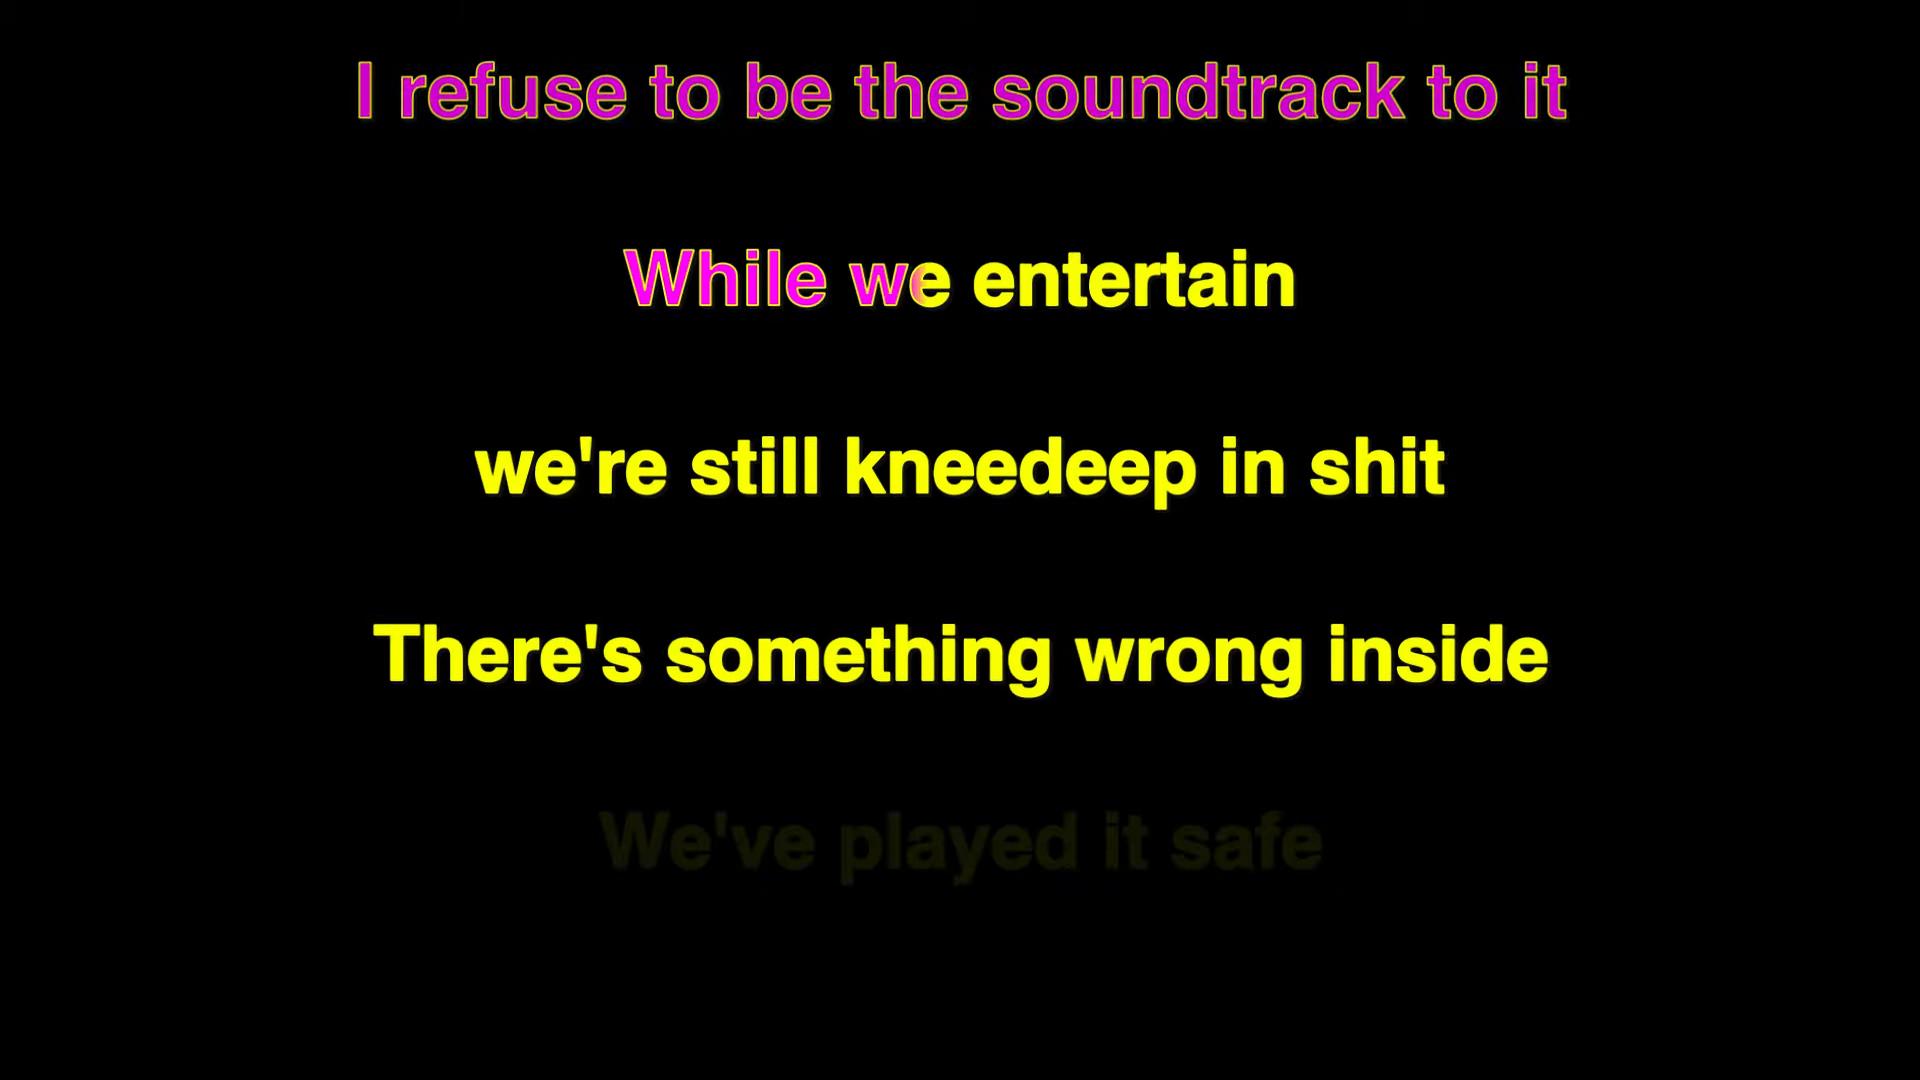 I refuse to be the soundtrack to it
While we entertain
we're still kneedeep in shit
There's something wrong inside
We've played it safe